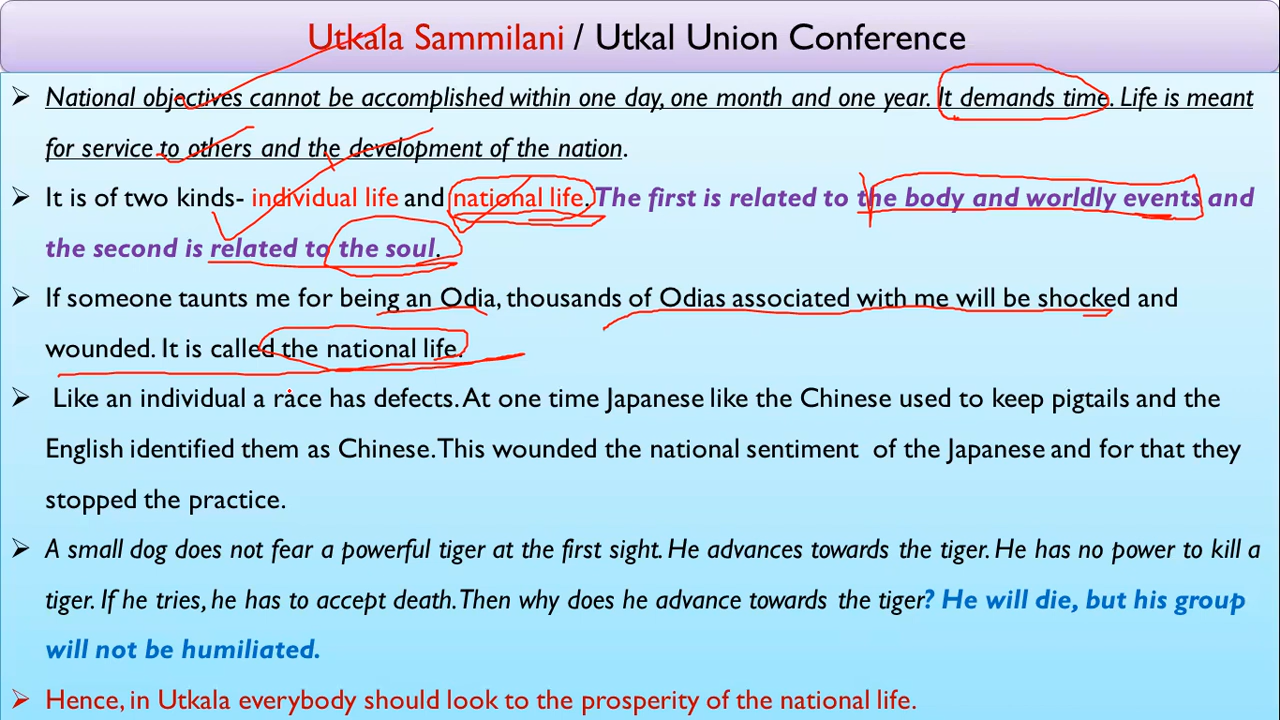 Utkala Sammilani / Utkal Union Conference
➢ National objectives cannot be accomplished within one day, one month and one year. It demands time. Life is meant
for service to others and the development of the nation.
➢ It is of two kinds- individual life and national life. The first is related to the body and worldly events and
the second is related to the soul.
➢ If someone taunts me for being an Odia, thousands of Odias associated with me will be shocked and
wounded. It is called the national life.
➢ Like an individual a race has defects. At one time Japanese like the Chinese used to keep pigtails and the
English identified them as Chinese. This wounded the national sentiment of the Japanese and for that they
stopped the practice.
➢ A small dog does not fear a powerful tiger at the first sight. He advances towards the tiger. He has no power to kill a
tiger. If he tries, he has to accept death. Then why does he advance towards the tiger? He will die, but his group
will not be humiliated.
➢ Hence, in Utkala everybody should look to the prosperity of the national life.